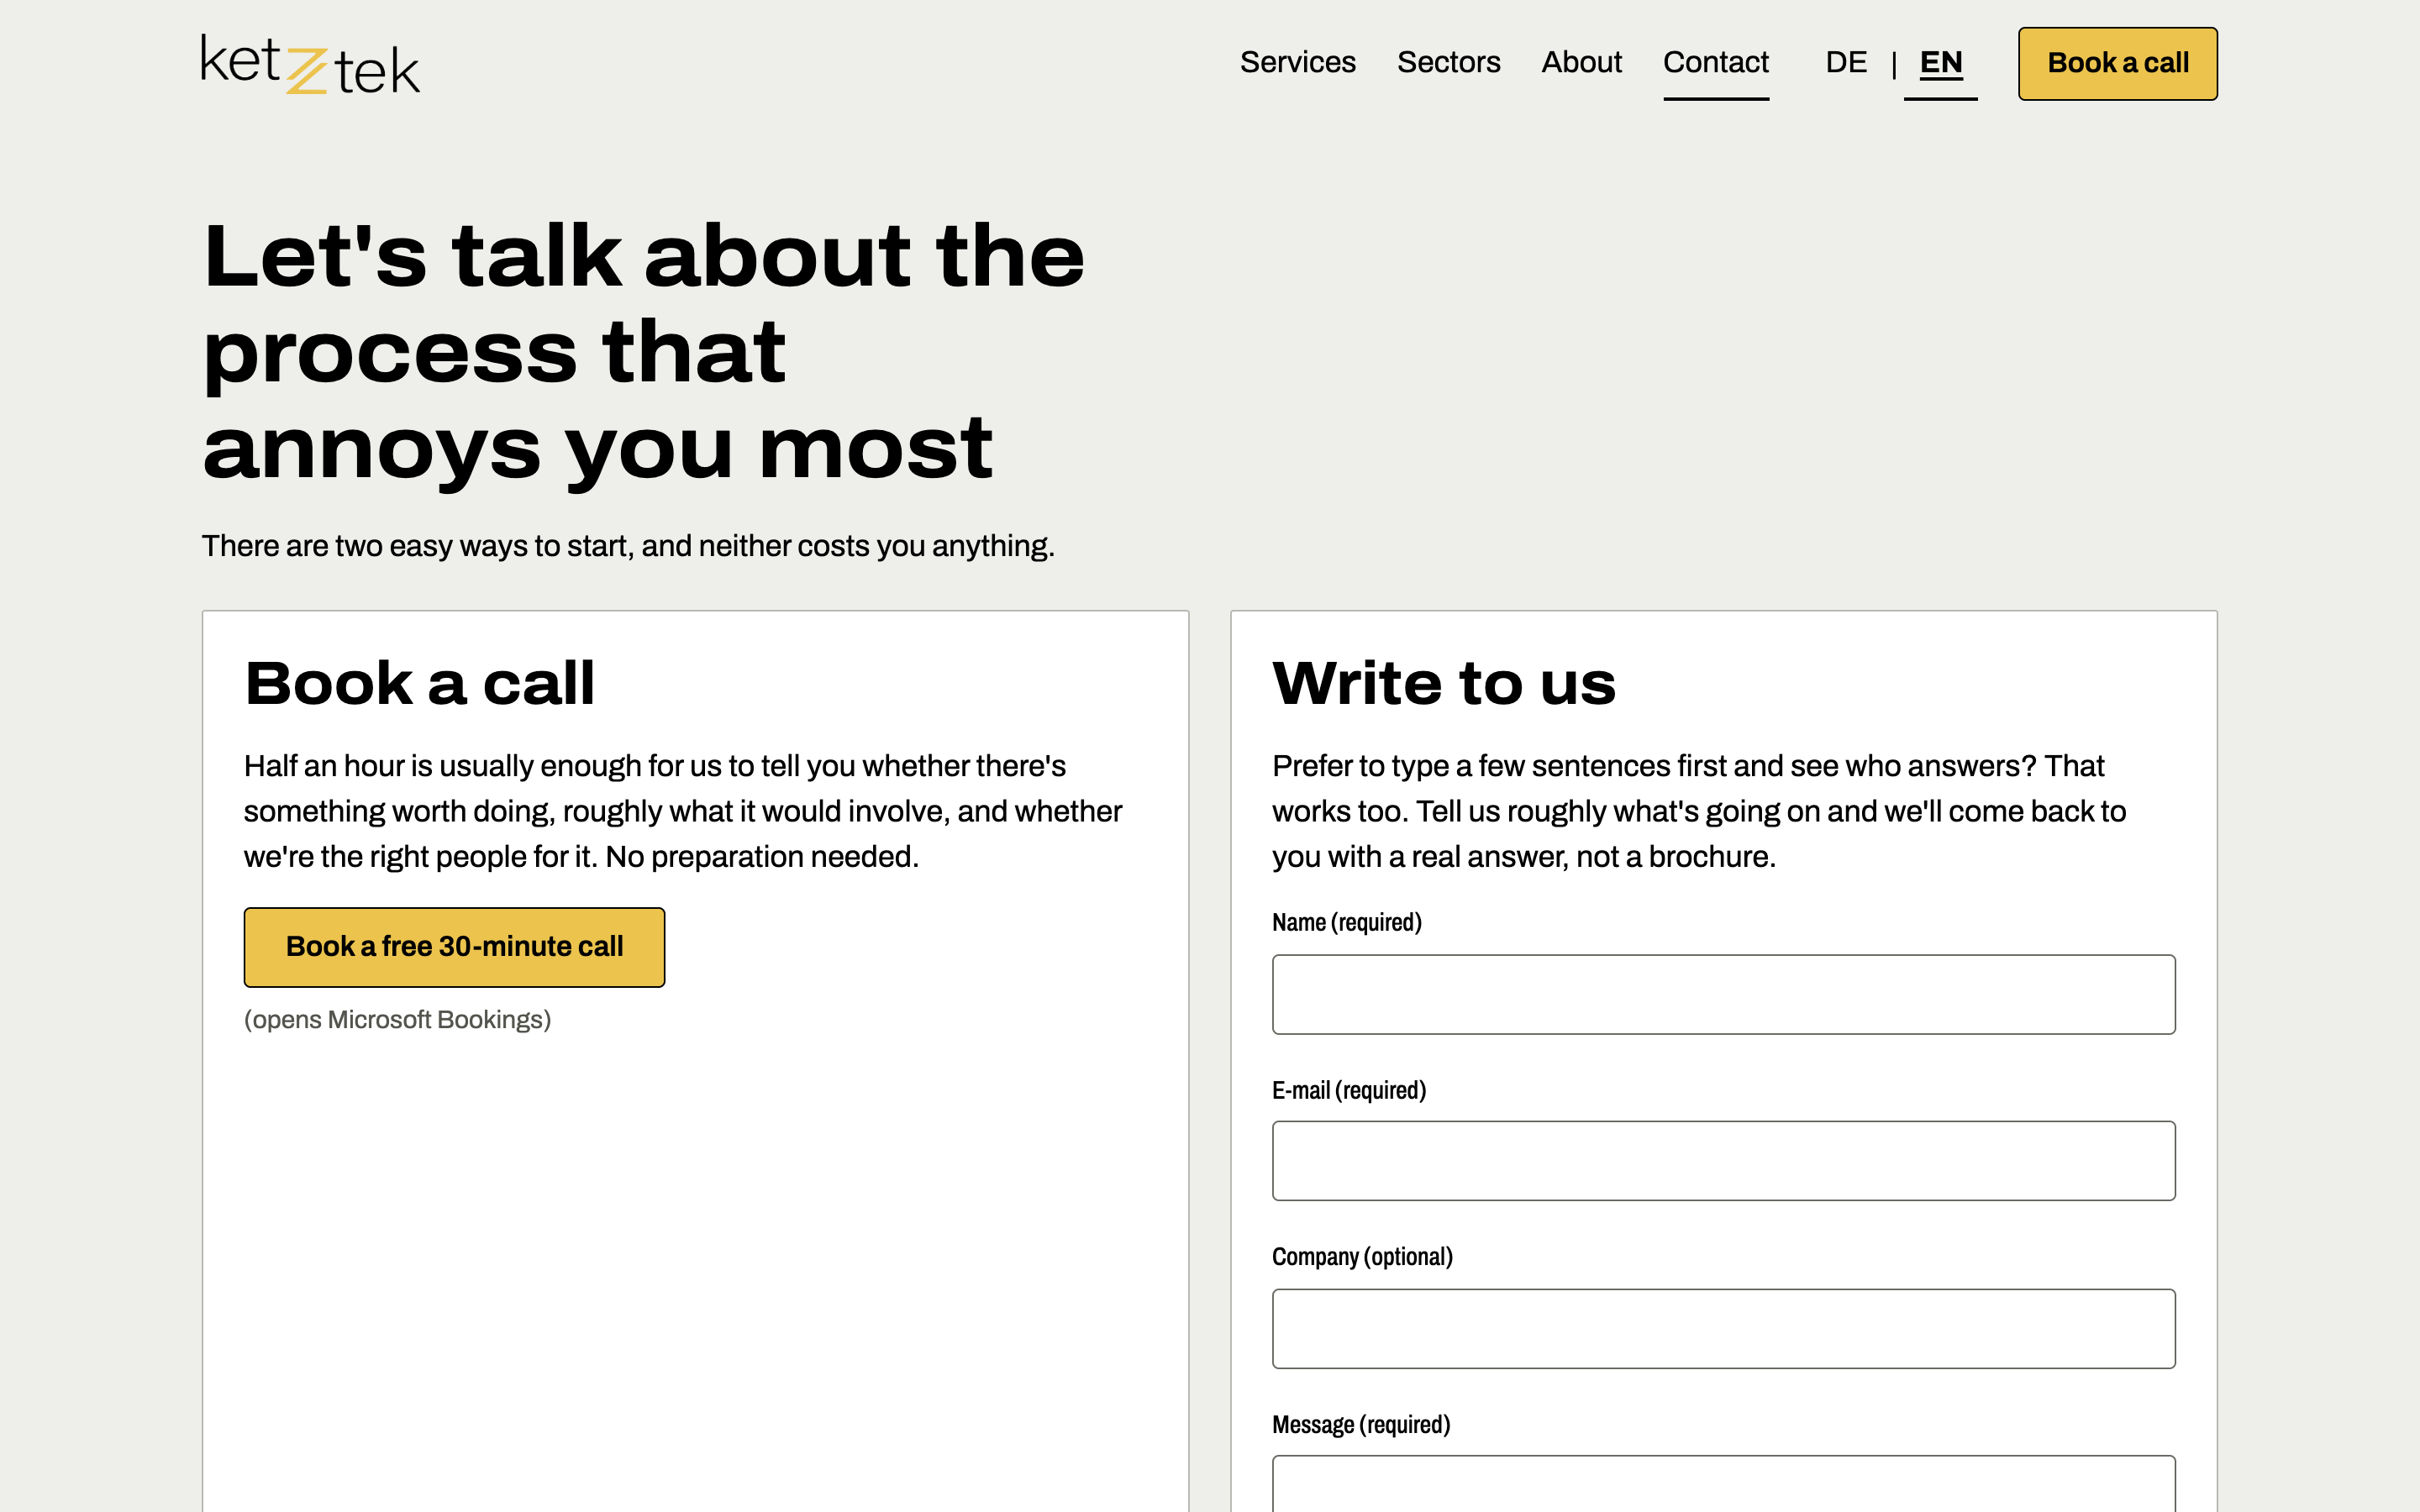 ketztek
Services
Sectors
About
Contact
DE | EN
Book a call
Let's talk about the
process that
annoys you most
There are two easy ways to start, and neither costs you anything.
Book a call
Half an hour is usually enough for us to tell you whether there's
something worth doing, roughly what it would involve, and whether
we're the right people for it. No preparation needed.
Book a free 30-minute call
(opens Microsoft Bookings)
Write to us
Prefer to type a few sentences first and see who answers? That
works too. Tell us roughly what's going on and we'll come back to
you with a real answer, not a brochure.
Name (required)
E-mail (required)
Company (optional)
Message (required)